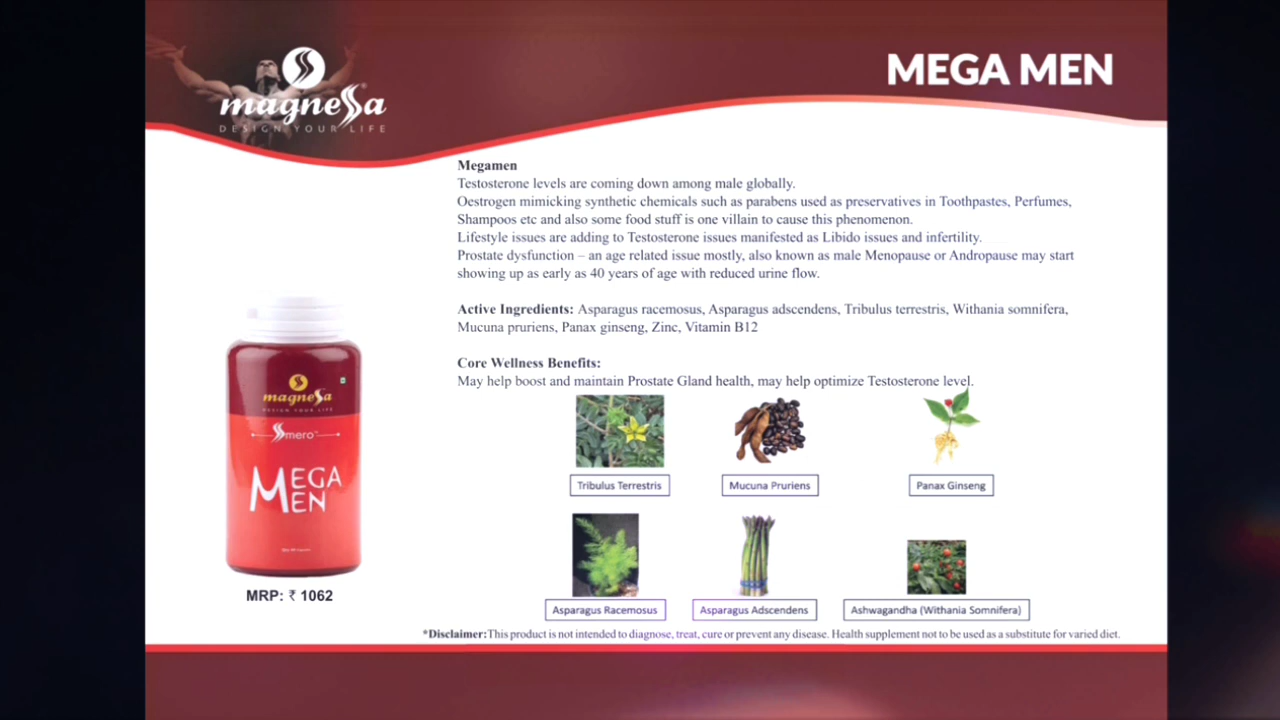 magneSSa
DESIGN YOUR LIFE
MEGA MEN
Megamen
Testosterone levels are coming down among male globally.
Oestrogen mimicking synthetic chemicals such as parabens used as preservatives in Toothpastes, Perfumes,
Shampoos etc and also some food stuff is one villain to cause this phenomenon.
Lifestyle issues are adding to Testosterone issues manifested as Libido issues and infertility.
Prostate dysfunction – an age related issue mostly, also known as male Menopause or Andropause may start
showing up as early as 40 years of age with reduced urine flow.
Active Ingredients: Asparagus racemosus, Asparagus adscendens, Tribulus terrestris, Withania somnifera,
Mucuna pruriens, Panax ginseng, Zinc, Vitamin B12
Core Wellness Benefits:
May help boost and maintain Prostate Gland health, may help optimize Testosterone level.
magneSSa
DESIGN YOUR LIFE
SSmero™
MEGA
MEN
MRP: ₹ 1062
Tribulus Terrestris
Mucuna Pruriens
Panax Ginseng
Asparagus Racemosus
Asparagus Adscendens
Ashwagandha (Withania Somnifera)
*Disclaimer:This product is not intended to diagnose, treat, cure or prevent any disease. Health supplement not to be used as a substitute for varied diet.